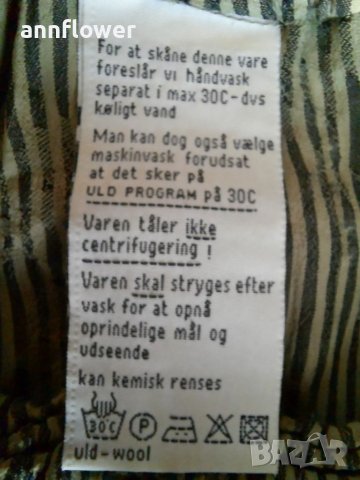 annflower
For at skåne denne vare
foreslår vi håndvask
separat i max 30C-dvs
køligt vand
Man kan dog også vælge
maskinvask forudsat
at det sker på
ULD PROGRAM på 30C
Varen tåler ikke
centrifugering !
Varen skal stryges efter
vask for at opnå
oprindelige mål og
udseende
kan kemisk renses
30°C P
uld-wool
BAZAR